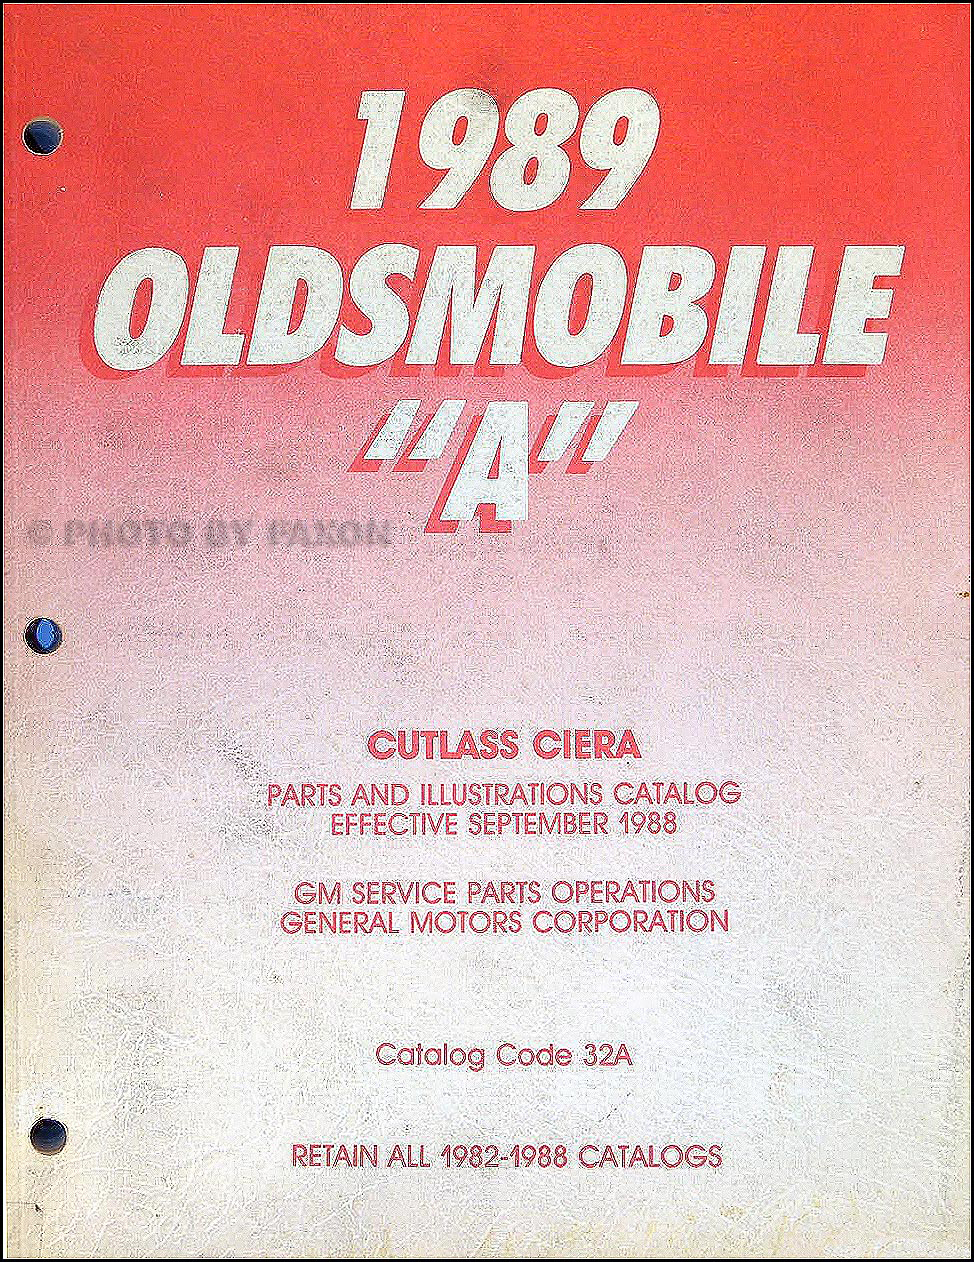 1989
OLDSMOBILE
"A"
© PHOTO BY FAXON
CUTLASS CIERA
PARTS AND ILLUSTRATIONS CATALOG
EFFECTIVE SEPTEMBER 1988
GM SERVICE PARTS OPERATIONS
GENERAL MOTORS CORPORATION
Catalog Code 32A
RETAIN ALL 1982-1988 CATALOGS